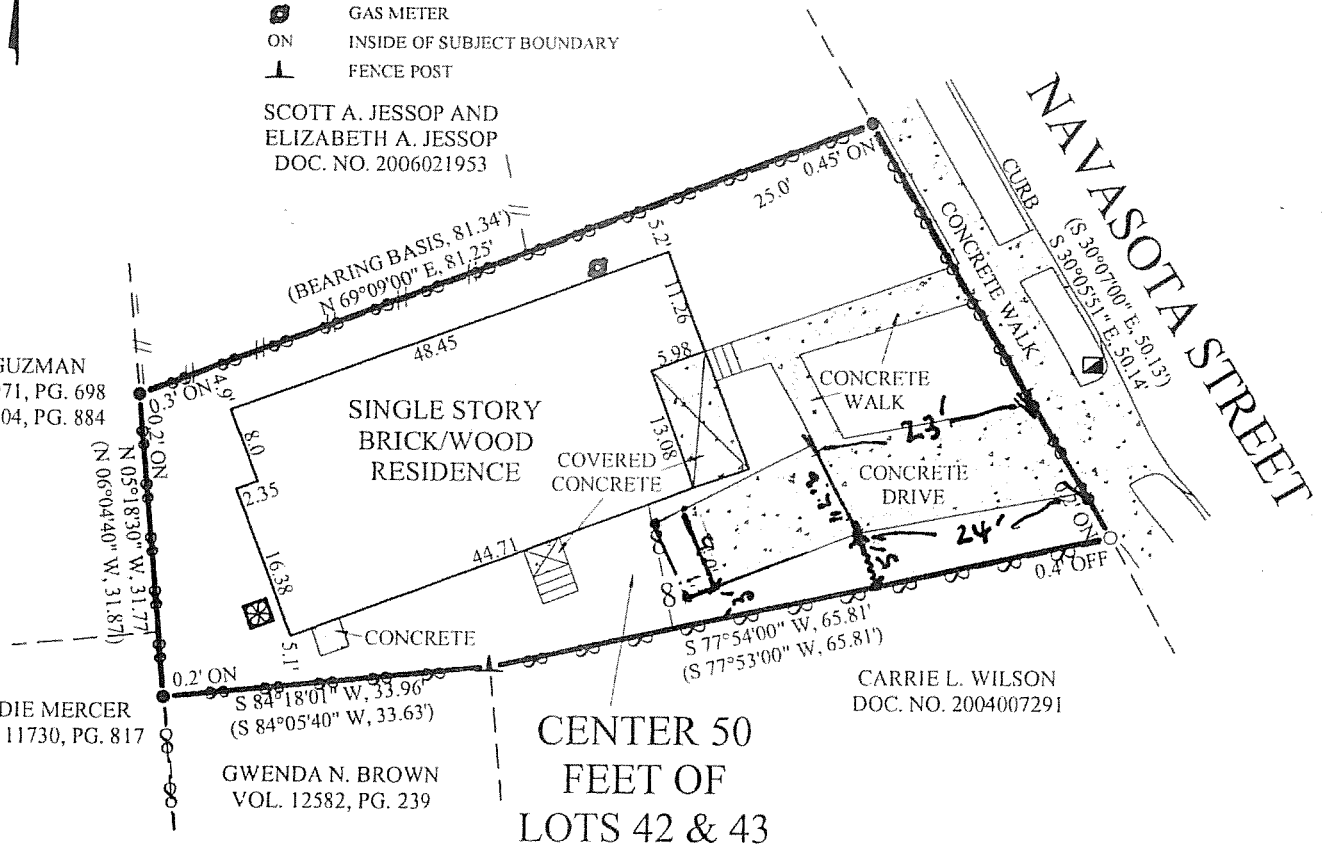 GAS METER
ON INSIDE OF SUBJECT BOUNDARY
FENCE POST
SCOTT A. JESSOP AND
ELIZABETH A. JESSOP
DOC. NO. 2006021953
NAVASOTA STREET
CURB
(S 30°07'00" E, 50.13')
S 30°05'51" E, 50.14'
CONCRETE WALK
0.45' ON
25.0'
(BEARING BASIS, 81.34')
N 69°09'00" E, 81.25'
5.2'
11.26
48.45
5.98
GUZMAN
971, PG. 698
04, PG. 884
0.3' ON
4.9'
0.2' ON
N 05°18'30" W, 31.77'
(N 06°04'40" W, 31.87')
8.0
2.35
16.38
SINGLE STORY
BRICK/WOOD
RESIDENCE
COVERED
CONCRETE
13.08
CONCRETE
WALK
23'
CONCRETE
DRIVE
24'
0.2' ON
0.4' OFF
44.71
5'
3'
8
CONCRETE
5.1'
0.2' ON
S 84°18'01" W, 33.96'
(S 84°05'40" W, 33.63')
S 77°54'00" W, 65.81'
(S 77°53'00" W, 65.81')
DIE MERCER
11730, PG. 817
GWENDA N. BROWN
VOL. 12582, PG. 239
CARRIE L. WILSON
DOC. NO. 2004007291
CENTER 50
FEET OF
LOTS 42 & 43